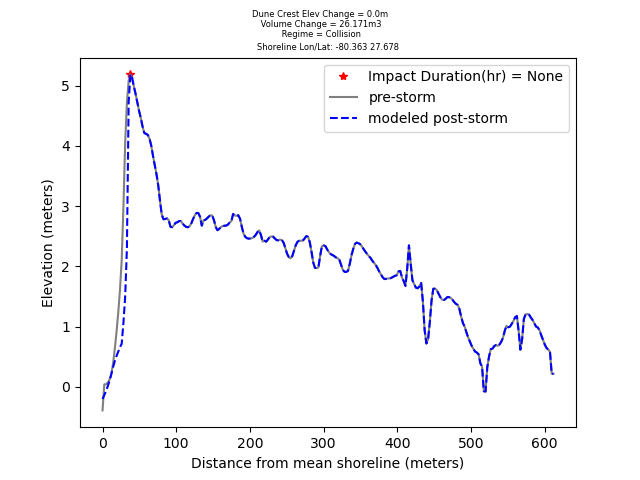 Dune Crest Elev Change = 0.0m
Volume Change = 26.171m3
Regime = Collision
Shoreline Lon/Lat: -80.363 27.678
Impact Duration(hr) = None
pre-storm
modeled post-storm
Elevation (meters)
5
4
3
2
1
0
0 100 200 300 400 500 600
Distance from mean shoreline (meters)